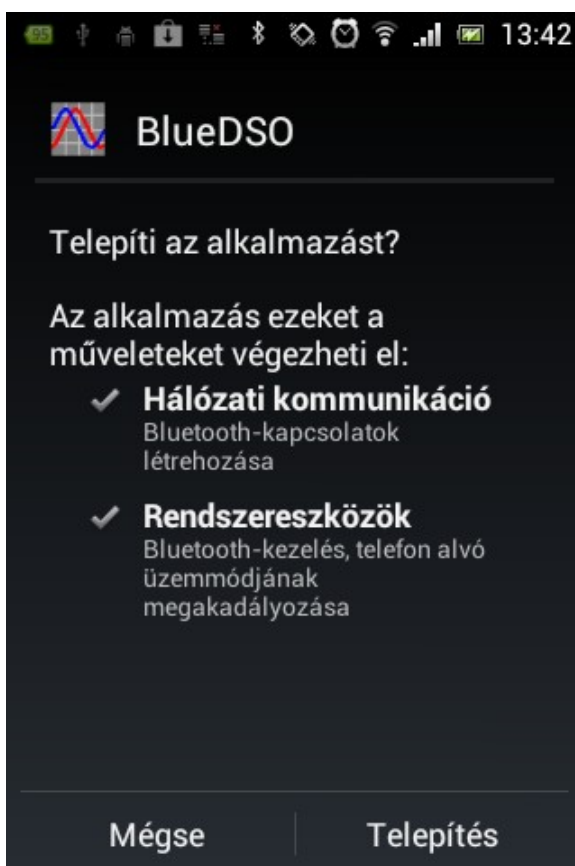 95 13:42
BlueDSO
Telepíti az alkalmazást?
Az alkalmazás ezeket a
műveleteket végezheti el:
Hálózati kommunikáció
Bluetooth-kapcsolatok
létrehozása
Rendszereszközök
Bluetooth-kezelés, telefon alvó
üzemmódjának
megakadályozása
Mégse Telepítés